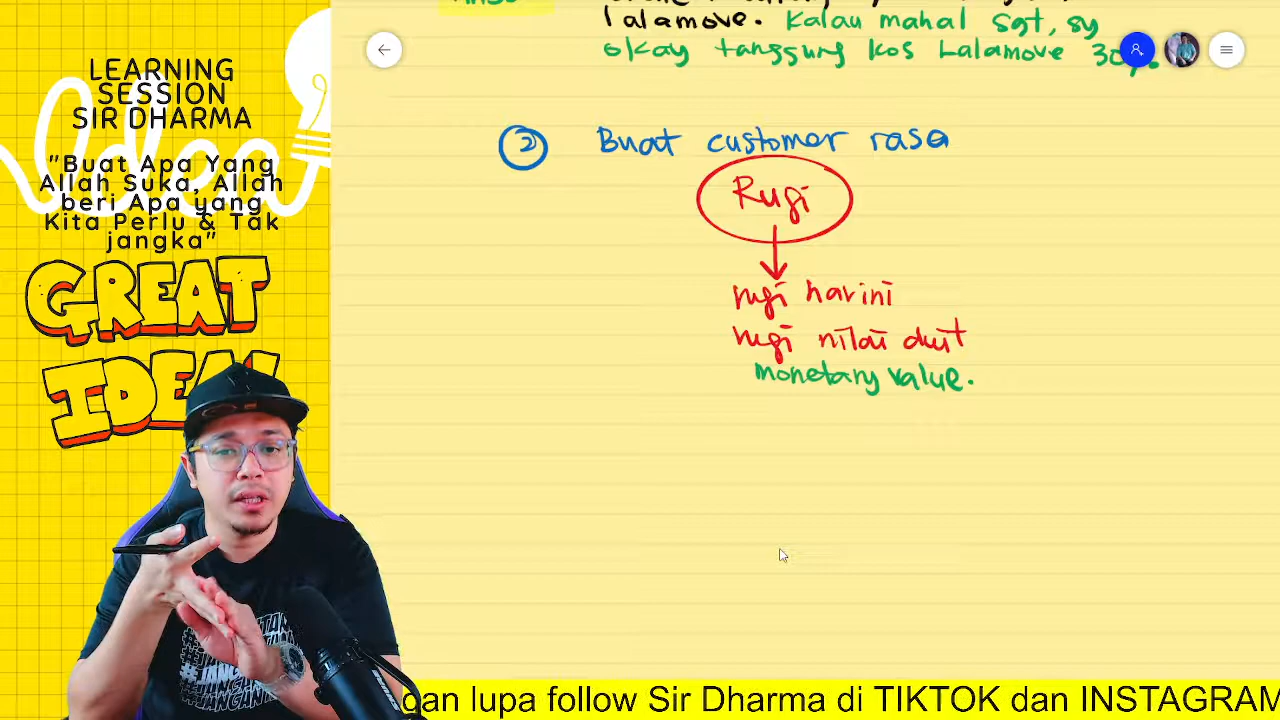 LEARNING
SESSION
SIR DHARMA
"Buat Apa Yang
Allah Suka, Allah
beri Apa yang
Kita Perlu & Tak
jangka"
GREAT
IDEA
lalamove. Kalau mahal sgt, sy
okay tanggung kos Lalamove
2 Buat customer rasa
Rugi
rugi harini
rugi nilai duit
monetary value.
gan lupa follow Sir Dharma di TIKTOK dan INSTAGRAM